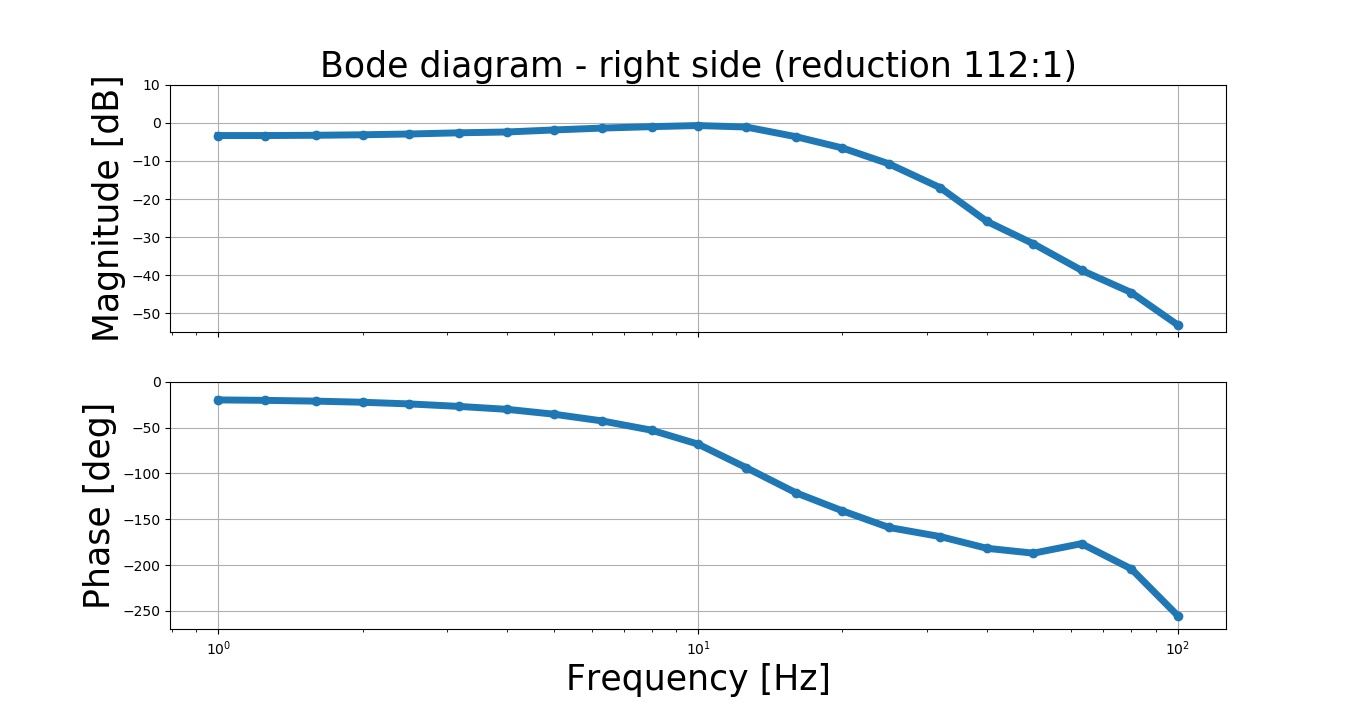 Bode diagram - right side (reduction 112:1)
Magnitude [dB]
10
0
−10
−20
−30
−40
−50
Phase [deg]
0
−50
−100
−150
−200
−250
10⁰ 10¹ 10²
Frequency [Hz]